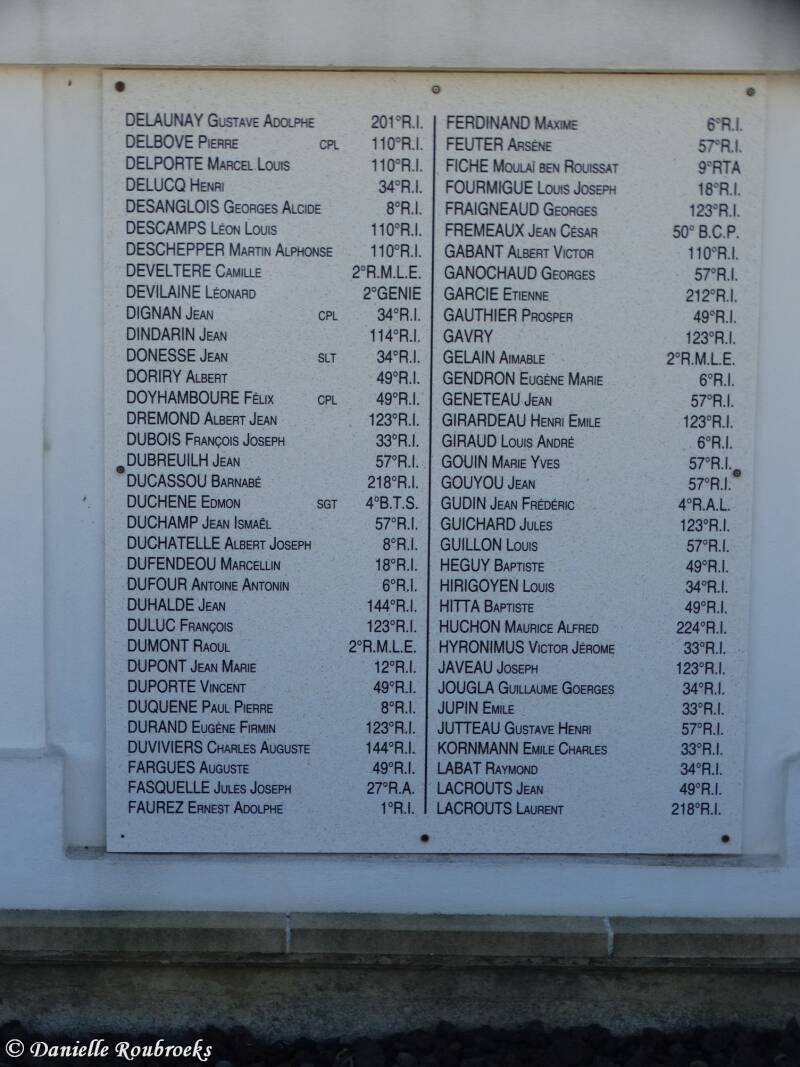 DELAUNAY GUSTAVE ADOLPHE 201°R.I.
DELBOVE PIERRE CPL 110°R.I.
DELPORTE MARCEL LOUIS 110°R.I.
DELUCQ HENRI 34°R.I.
DESANGLOIS GEORGES ALCIDE 8°R.I.
DESCAMPS LÉON LOUIS 110°R.I.
DESCHEPPER MARTIN ALPHONSE 110°R.I.
DEVELTERE CAMILLE 2°R.M.L.E.
DEVILAINE LÉONARD 2°GENIE
DIGNAN JEAN CPL 34°R.I.
DINDARIN JEAN 114°R.I.
DONESSE JEAN SLT 34°R.I.
DORIRY ALBERT 49°R.I.
DOYHAMBOURE FÉLIX CPL 49°R.I.
DREMOND ALBERT JEAN 123°R.I.
DUBOIS FRANÇOIS JOSEPH 33°R.I.
DUBREUILH JEAN 57°R.I.
DUCASSOU BARNABÉ 218°R.I.
DUCHENE EDMON SGT 4°B.T.S.
DUCHAMP JEAN ISMAËL 57°R.I.
DUCHATELLE ALBERT JOSEPH 8°R.I.
DUFENDEOU MARCELLIN 18°R.I.
DUFOUR ANTOINE ANTONIN 6°R.I.
DUHALDE JEAN 144°R.I.
DULUC FRANÇOIS 123°R.I.
DUMONT RAOUL 2°R.M.L.E.
DUPONT JEAN MARIE 12°R.I.
DUPORTE VINCENT 49°R.I.
DUQUENE PAUL PIERRE 8°R.I.
DURAND EUGÈNE FIRMIN 123°R.I.
DUVIVIERS CHARLES AUGUSTE 144°R.I.
FARGUES AUGUSTE 49°R.I.
FASQUELLE JULES JOSEPH 27°R.A.
FAUREZ ERNEST ADOLPHE 1°R.I.
FERDINAND MAXIME 6°R.I.
FEUTER ARSÈNE 57°R.I.
FICHE MOULAÏ BEN ROUISSAT 9°RTA
FOURMIGUE LOUIS JOSEPH 18°R.I.
FRAIGNEAUD GEORGES 123°R.I.
FREMEAUX JEAN CÉSAR 50° B.C.P.
GABANT ALBERT VICTOR 110°R.I.
GANOCHAUD GEORGES 57°R.I.
GARCIE ETIENNE 212°R.I.
GAUTHIER PROSPER 49°R.I.
GAVRY 123°R.I.
GELAIN AIMABLE 2°R.M.L.E.
GENDRON EUGÈNE MARIE 6°R.I.
GENETEAU JEAN 57°R.I.
GIRARDEAU HENRI EMILE 123°R.I.
GIRAUD LOUIS ANDRÉ 6°R.I.
GOUIN MARIE YVES 57°R.I.
GOUYOU JEAN 57°R.I.
GUDIN JEAN FRÉDÉRIC 4°R.A.L.
GUICHARD JULES 123°R.I.
GUILLON LOUIS 57°R.I.
HEGUY BAPTISTE 49°R.I.
HIRIGOYEN LOUIS 34°R.I.
HITTA BAPTISTE 49°R.I.
HUCHON MAURICE ALFRED 224°R.I.
HYRONIMUS VICTOR JÉROME 33°R.I.
JAVEAU JOSEPH 123°R.I.
JOUGLA GUILLAUME GOERGES 34°R.I.
JUPIN EMILE 33°R.I.
JUTTEAU GUSTAVE HENRI 57°R.I.
KORNMANN EMILE CHARLES 33°R.I.
LABAT RAYMOND 34°R.I.
LACROUTS JEAN 49°R.I.
LACROUTS LAURENT 218°R.I.
© Danielle Roubroeks